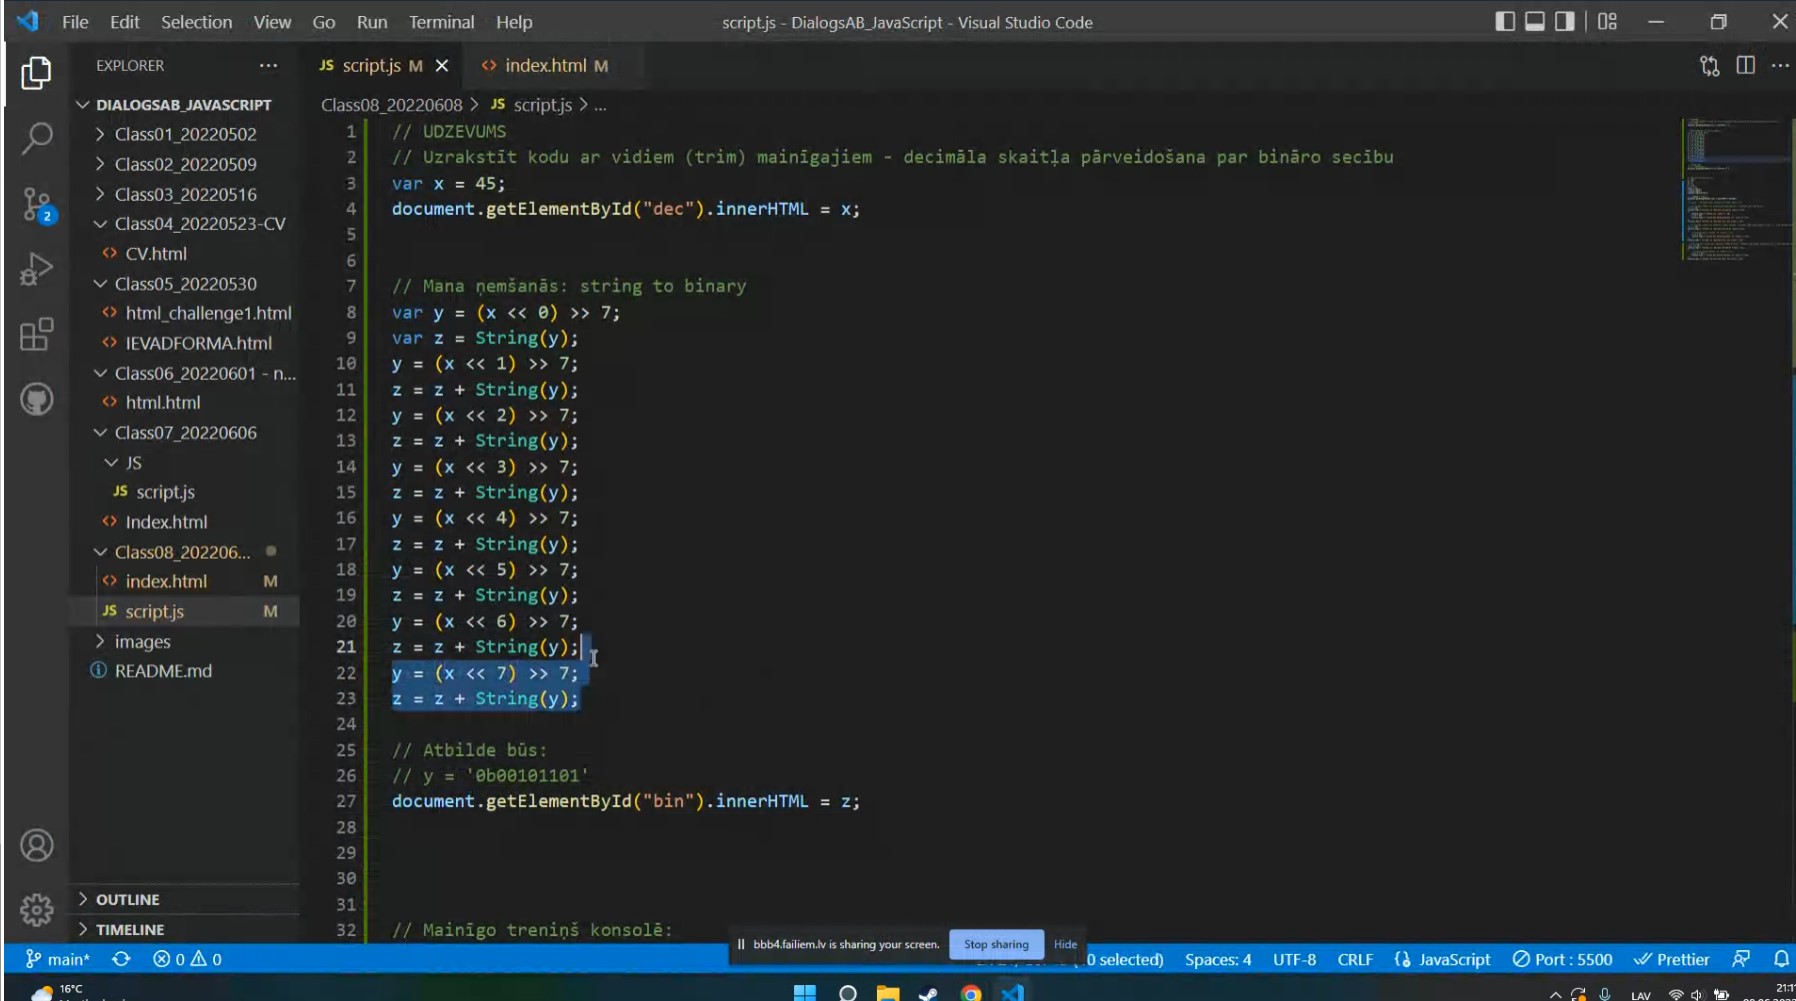 File Edit Selection View Go Run Terminal Help script.js - DialogsAB_JavaScript - Visual Studio Code
EXPLORER
JS script.js M
<> index.html M
DIALOGSAB_JAVASCRIPT
Class01_20220502
Class02_20220509
Class03_20220516
Class04_20220523-CV
<> CV.html
Class05_20220530
<> html_challenge1.html
<> IEVADFORMA.html
Class06_20220601 - n...
<> html.html
Class07_20220606
JS
JS script.js
<> Index.html
Class08_202206...
<> index.html M
JS script.js M
images
README.md
OUTLINE
TIMELINE
2
Class08_20220608 > JS script.js > ...
1 // UDZEVUMS
2 // Uzrakstīt kodu ar vidiem (trim) mainīgajiem - decimāla skaitļa pārveidošana par bināro secību
3 var x = 45;
4 document.getElementById("dec").innerHTML = x;
5
6
7 // Mana ņemšanās: string to binary
8 var y = (x << 0) >> 7;
9 var z = String(y);
10 y = (x << 1) >> 7;
11 z = z + String(y);
12 y = (x << 2) >> 7;
13 z = z + String(y);
14 y = (x << 3) >> 7;
15 z = z + String(y);
16 y = (x << 4) >> 7;
17 z = z + String(y);
18 y = (x << 5) >> 7;
19 z = z + String(y);
20 y = (x << 6) >> 7;
21 z = z + String(y);
22 y = (x << 7) >> 7;
23 z = z + String(y);
24
25 // Atbilde būs:
26 // y = '0b00101101'
27 document.getElementById("bin").innerHTML = z;
28
29
30
31
32 // Mainīgo treniņš konsolē:
bbb4.failiem.lv is sharing your screen. Stop sharing Hide
main* 0 0 selected) Spaces: 4 UTF-8 CRLF JavaScript Port : 5500 Prettier
16°C
LAV